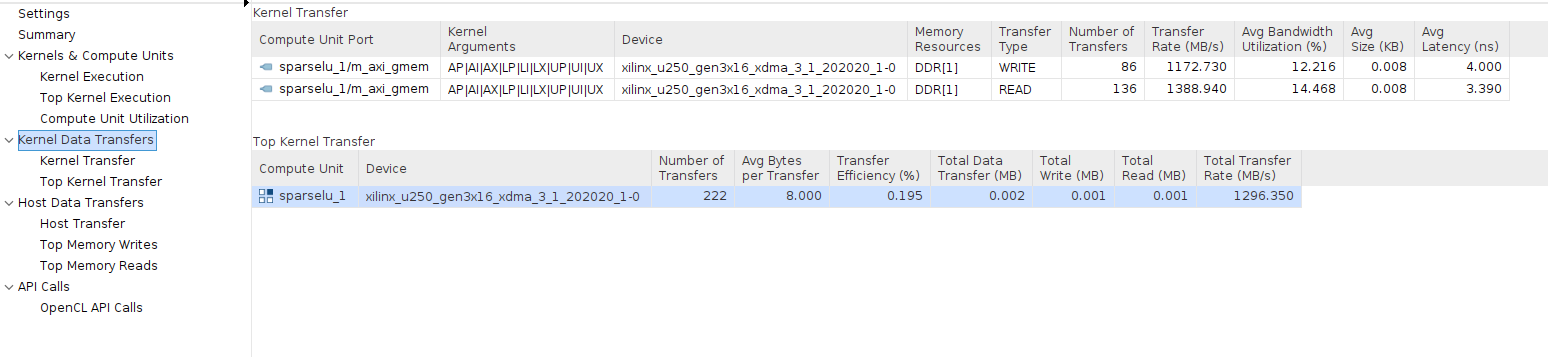 Settings
Summary
Kernels & Compute Units
Kernel Execution
Top Kernel Execution
Compute Unit Utilization
Kernel Data Transfers
Kernel Transfer
Top Kernel Transfer
Host Data Transfers
Host Transfer
Top Memory Writes
Top Memory Reads
API Calls
OpenCL API Calls
Kernel Transfer
Compute Unit Port Kernel Arguments Device Memory Resources Transfer Type Number of Transfers Transfer Rate (MB/s) Avg Bandwidth Utilization (%) Avg Size (KB) Avg Latency (ns)
sparselu_1/m_axi_gmem AP|AI|AX|LP|LI|LX|UP|UI|UX xilinx_u250_gen3x16_xdma_3_1_202020_1-0 DDR[1] WRITE 86 1172.730 12.216 0.008 4.000
sparselu_1/m_axi_gmem AP|AI|AX|LP|LI|LX|UP|UI|UX xilinx_u250_gen3x16_xdma_3_1_202020_1-0 DDR[1] READ 136 1388.940 14.468 0.008 3.390
Top Kernel Transfer
Compute Unit Device Number of Transfers Avg Bytes per Transfer Transfer Efficiency (%) Total Data Transfer (MB) Total Write (MB) Total Read (MB) Total Transfer Rate (MB/s)
sparselu_1 xilinx_u250_gen3x16_xdma_3_1_202020_1-0 222 8.000 0.195 0.002 0.001 0.001 1296.350